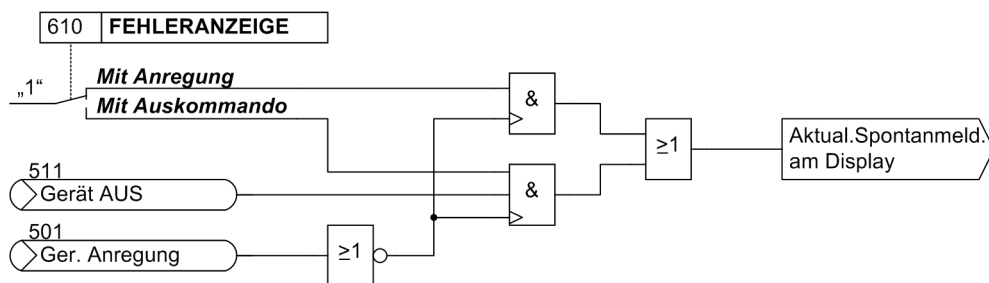 610 FEHLERANZEIGE
„1“
Mit Anregung
Mit Auskommando
&
≥1
Aktual.Spontanmeld.
am Display
511
Gerät AUS
&
501
Ger. Anregung
≥1